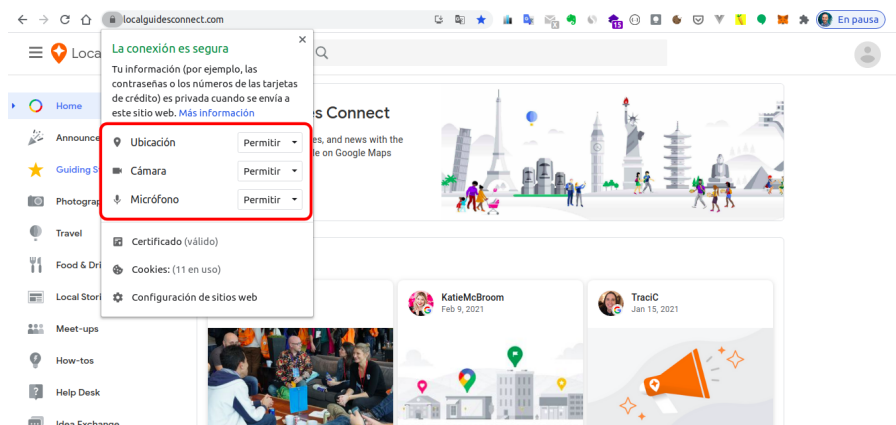 localguidesconnect.com
En pausa
Loca
La conexión es segura
Tu información (por ejemplo, las
contraseñas o los números de las tarjetas
de crédito) es privada cuando se envía a
este sitio web. Más información
Ubicación Permitir
Cámara Permitir
Micrófono Permitir
Certificado (válido)
Cookies: (11 en uso)
Configuración de sitios web
Home
Announce
Guiding S
Photograp
Travel
Food & Dri
Local Stori
Meet-ups
How-tos
Help Desk
Idea Exchange
s Connect
es, and news with the
le on Google Maps
KatieMcBroom
Feb 9, 2021
TraciC
Jan 15, 2021